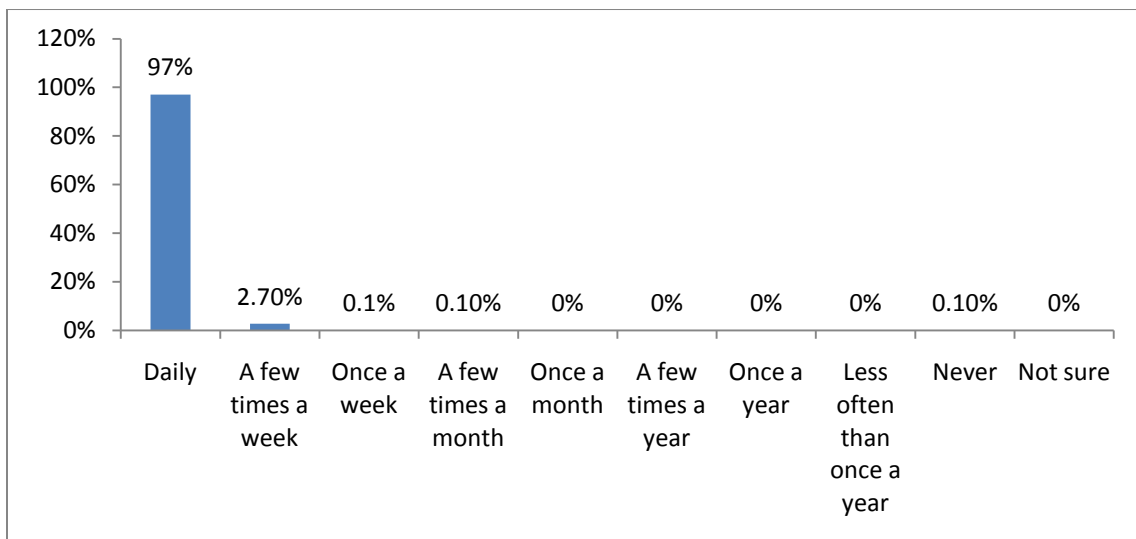 120%
100%
80%
60%
40%
20%
0%
97%
2.70%
0.1%
0.10%
0%
0%
0%
0%
0.10%
0%
Daily
A few
times a
week
Once a
week
A few
times a
month
Once a
month
A few
times a
year
Once a
year
Less
often
than
once a
year
Never
Not sure